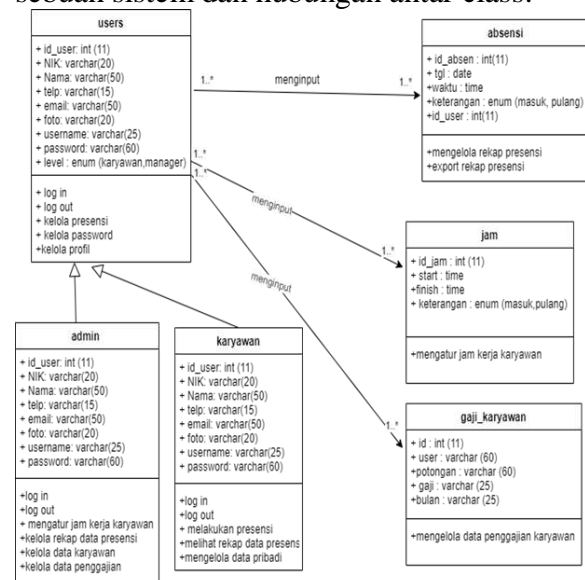 sebuah sistem dan hubungan antar class.
users
+ id_user: int (11)
+ NIK: varchar(20)
+ Nama: varchar(50)
+ telp: varchar(15)
+ email: varchar(50)
+ foto: varchar(20)
+ username: varchar(25)
+ password: varchar(60)
+ level : enum (karyawan,manager)
+ log in
+ log out
+ kelola presensi
+ kelola password
+kelola profil
1..*
menginput
1..*
absensi
+ id_absen : int(11)
+ tgl : date
+waktu : time
+keterangan : enum (masuk, pulang)
+id_user : int(11)
+mengelola rekap presensi
+export rekap presensi
1..*
menginput
1..*
jam
+ id_jam : int (11)
+ start : time
+finish : time
+ keterangan : enum (masuk,pulang)
+mengatur jam kerja karyawan
1..*
menginput
1..*
gaji_karyawan
+ id : int (11)
+ user : varchar (60)
+potongan : varchar (60)
+ gaji : varchar (25)
+bulan : varchar (25)
+mengelola data penggajian karyawan
admin
+ id_user: int (11)
+ NIK: varchar(20)
+ Nama: varchar(50)
+ telp: varchar(15)
+ email: varchar(50)
+ foto: varchar(20)
+ username: varchar(25)
+ password: varchar(60)
+log in
+log out
+ mengatur jam kerja karyawan
+kelola rekap data presensi
+kelola data karyawan
+kelola data penggajian
karyawan
+ id_user: int (11)
+ NIK: varchar(20)
+ Nama: varchar(50)
+ telp: varchar(15)
+ email: varchar(50)
+ foto: varchar(20)
+ username: varchar(25)
+ password: varchar(60)
+log in
+log out
+ melakukan presensi
+melihat rekap data presens
+mengelola data pribadi